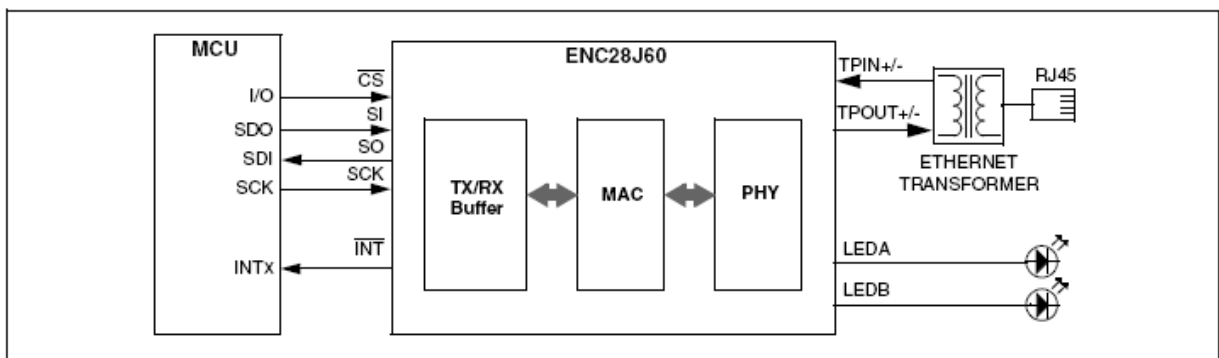 MCU
I/O
SDO
SDI
SCK
INTx
CS
SI
SO
SCK
INT
ENC28J60
TX/RX
Buffer
MAC
PHY
TPIN+/-
TPOUT+/-
RJ45
ETHERNET
TRANSFORMER
LEDA
LEDB